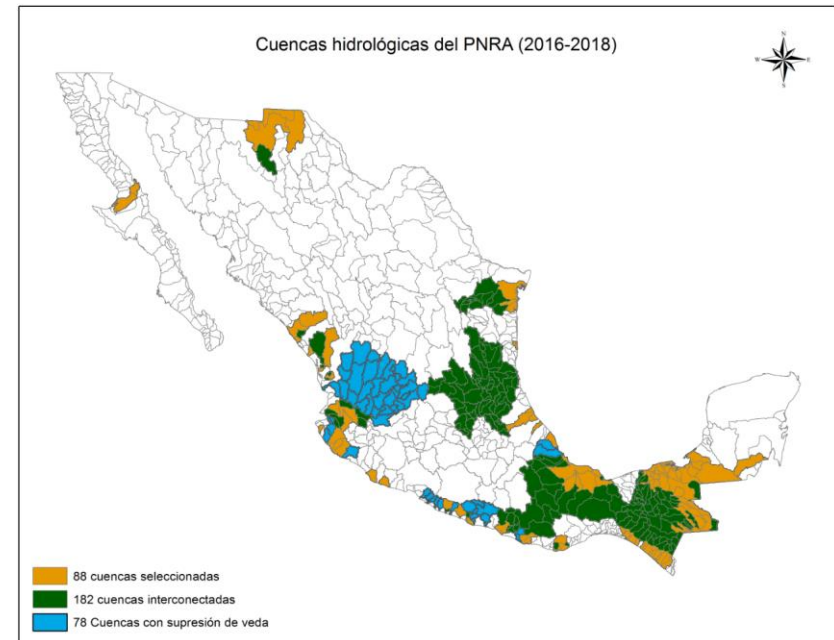 Cuencas hidrológicas del PNRA (2016-2018)
N
W
E
S
88 cuencas seleccionadas
182 cuencas interconectadas
78 Cuencas con supresión de veda